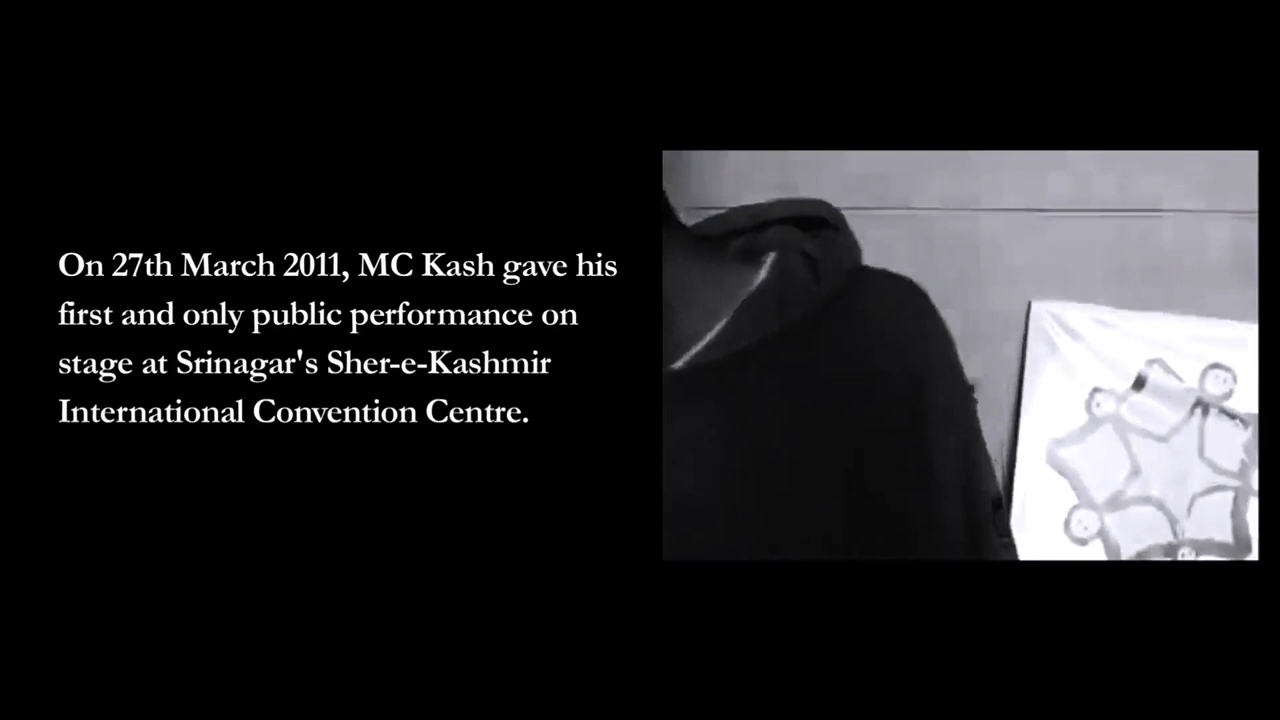 On 27th March 2011, MC Kash gave his
first and only public performance on
stage at Srinagar's Sher-e-Kashmir
International Convention Centre.